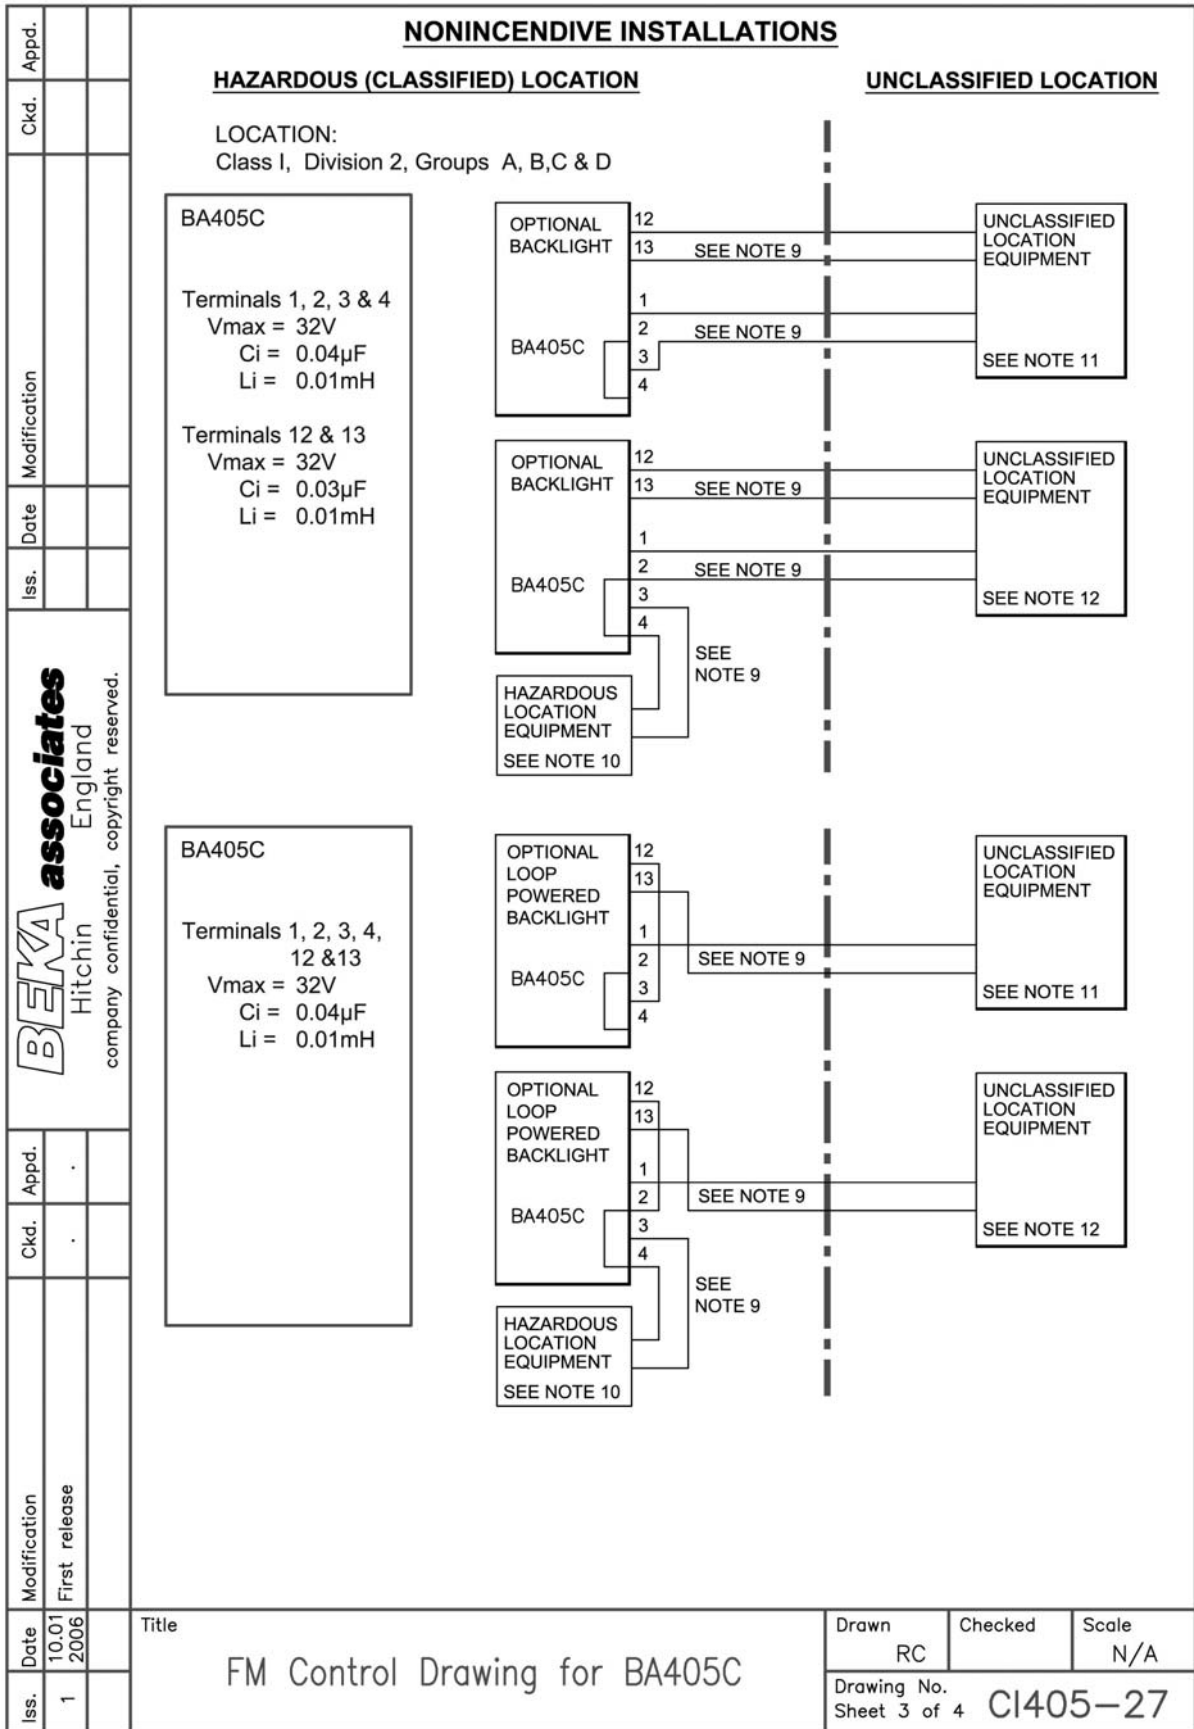 NONINCENDIVE INSTALLATIONS
HAZARDOUS (CLASSIFIED) LOCATION
UNCLASSIFIED LOCATION
LOCATION:
Class I, Division 2, Groups A, B,C & D
BA405C
Terminals 1, 2, 3 & 4
Vmax = 32V
Ci = 0.04µF
Li = 0.01mH
Terminals 12 & 13
Vmax = 32V
Ci = 0.03µF
Li = 0.01mH
OPTIONAL
BACKLIGHT
BA405C
12
13
1
2
3
4
SEE NOTE 9
SEE NOTE 9
UNCLASSIFIED
LOCATION
EQUIPMENT
SEE NOTE 11
OPTIONAL
BACKLIGHT
BA405C
12
13
1
2
3
4
SEE NOTE 9
SEE NOTE 9
SEE
NOTE 9
UNCLASSIFIED
LOCATION
EQUIPMENT
SEE NOTE 12
HAZARDOUS
LOCATION
EQUIPMENT
SEE NOTE 10
BA405C
Terminals 1, 2, 3, 4,
12 &13
Vmax = 32V
Ci = 0.04µF
Li = 0.01mH
OPTIONAL
LOOP
POWERED
BACKLIGHT
BA405C
12
13
1
2
3
4
SEE NOTE 9
UNCLASSIFIED
LOCATION
EQUIPMENT
SEE NOTE 11
OPTIONAL
LOOP
POWERED
BACKLIGHT
BA405C
12
13
1
2
3
4
SEE NOTE 9
SEE
NOTE 9
UNCLASSIFIED
LOCATION
EQUIPMENT
SEE NOTE 12
HAZARDOUS
LOCATION
EQUIPMENT
SEE NOTE 10
Iss. Date Modification Ckd. Appd.
BEKA associates
Hitchin England
company confidential, copyright reserved.
Iss. Date Modification Ckd. Appd.
1 10.01 2006 First release . .
Title
FM Control Drawing for BA405C
Drawn
RC
Checked
Scale
N/A
Drawing No.
Sheet 3 of 4 CI405-27